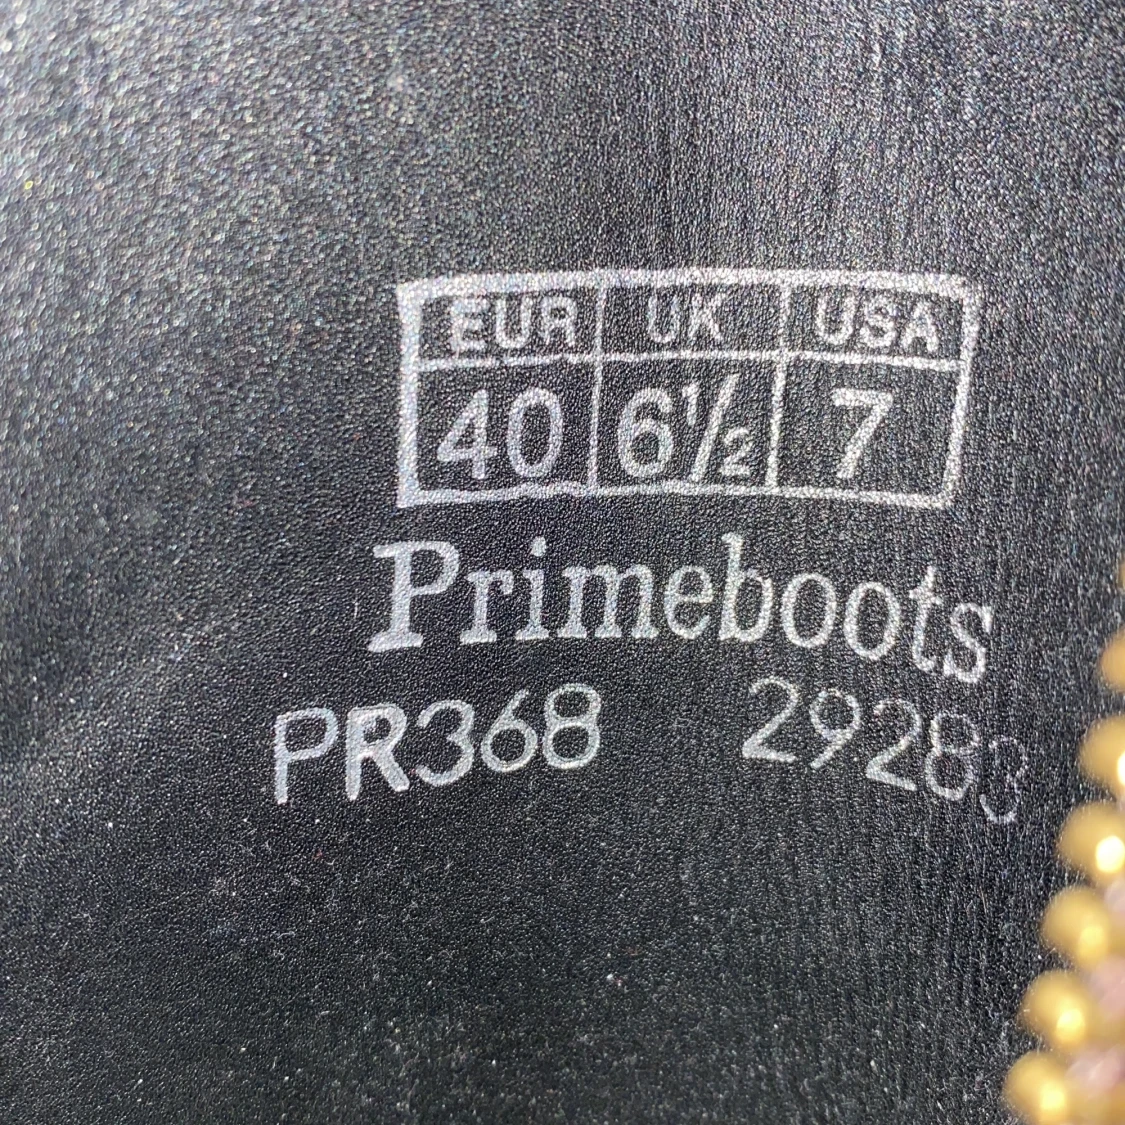 EUR UK USA
40 6½ 7
Primeboots
PR368 29283